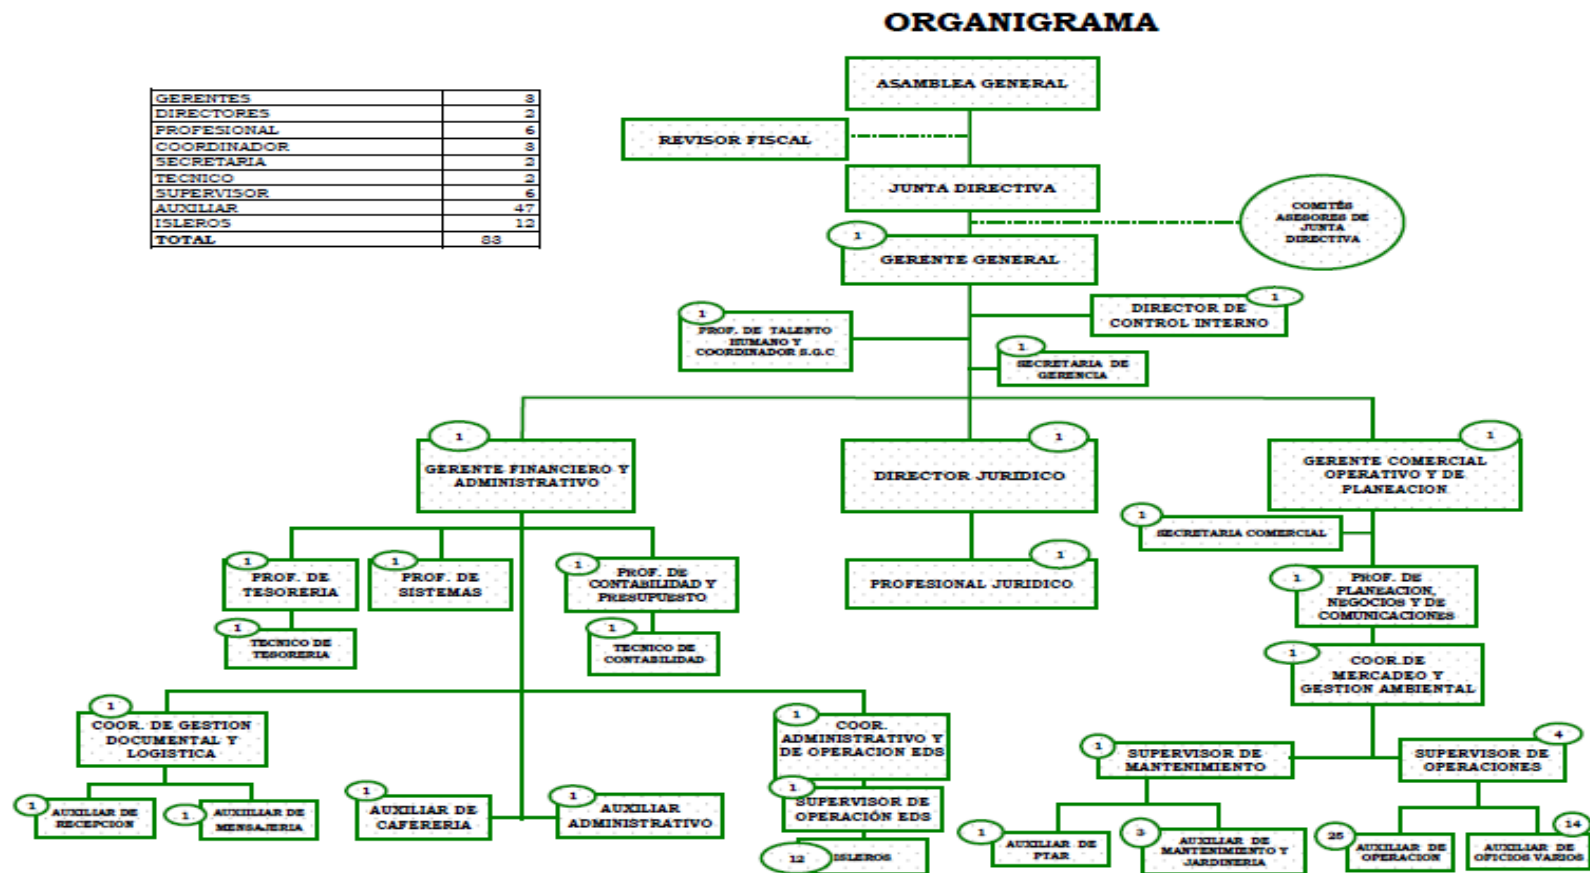 ORGANIGRAMA
GERENTES 3
DIRECTORES 2
PROFESIONAL 6
COORDINADOR 3
SECRETARIA 2
TECNICO 2
SUPERVISOR 6
AUXILIAR 47
ISLEROS 12
TOTAL 83
ASAMBLEA GENERAL
REVISOR FISCAL
JUNTA DIRECTIVA
COMITÉS
ASESORES DE
JUNTA
DIRECTIVA
1
GERENTE GENERAL
1
DIRECTOR DE
CONTROL INTERNO
1
PROF. DE TALENTO
HUMANO Y
COORDINADOR S.G.C
1
SECRETARIA DE
GERENCIA
1
GERENTE FINANCIERO Y
ADMINISTRATIVO
1
DIRECTOR JURIDICO
1
GERENTE COMERCIAL
OPERATIVO Y DE
PLANEACION
1
SECRETARIA COMERCIAL
1
PROF. DE
TESORERIA
1
PROF. DE
SISTEMAS
1
PROF. DE
CONTABILIDAD Y
PRESUPUESTO
1
PROFESIONAL JURIDICO
1
PROF. DE
PLANEACION,
NEGOCIOS Y DE
COMUNICACIONES
1
TECNICO DE
TESORERIA
1
TECNICO DE
CONTABILIDAD
1
COOR.DE
MERCADEO Y
GESTION AMBIENTAL
1
COOR. DE GESTION
DOCUMENTAL Y
LOGISTICA
1
COOR.
ADMINISTRATIVO Y
DE OPERACION EDS
1
SUPERVISOR DE
MANTENIMIENTO
4
SUPERVISOR DE
OPERACIONES
1
AUXILIAR DE
RECEPCION
1
AUXIILIAR DE
MENSAJERIA
1
AUXILIAR DE
CAFERERIA
1
AUXILIAR
ADMINISTRATIVO
1
SUPERVISOR DE
OPERACIÓN EDS
12
ISLEROS
1
AUXILIAR DE
PTAR
3
AUXILIAR DE
MANTENIMIENTO Y
JARDINERIA
25
AUXILIAR DE
OPERACION
14
AUXILIAR DE
OFICIOS VARIOS